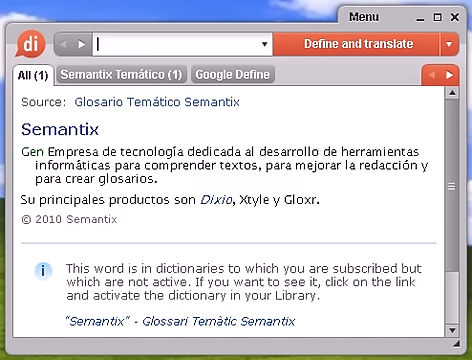 Menu
di
Define and translate
All (1) Semantix Temático (1) Google Define
Source: Glosario Temático Semantix
Semantix
Gen Empresa de tecnología dedicada al desarrollo de herramientas
informáticas para comprender textos, para mejorar la redacción y
para crear glosarios.
Su principales productos son Dixio, Xtyle y Gloxr.
© 2010 Semantix
i
This word is in dictionaries to which you are subscribed but
which are not active. If you want to see it, click on the link
and activate the dictionary in your Library.
"Semantix" - Glossari Temàtic Semantix